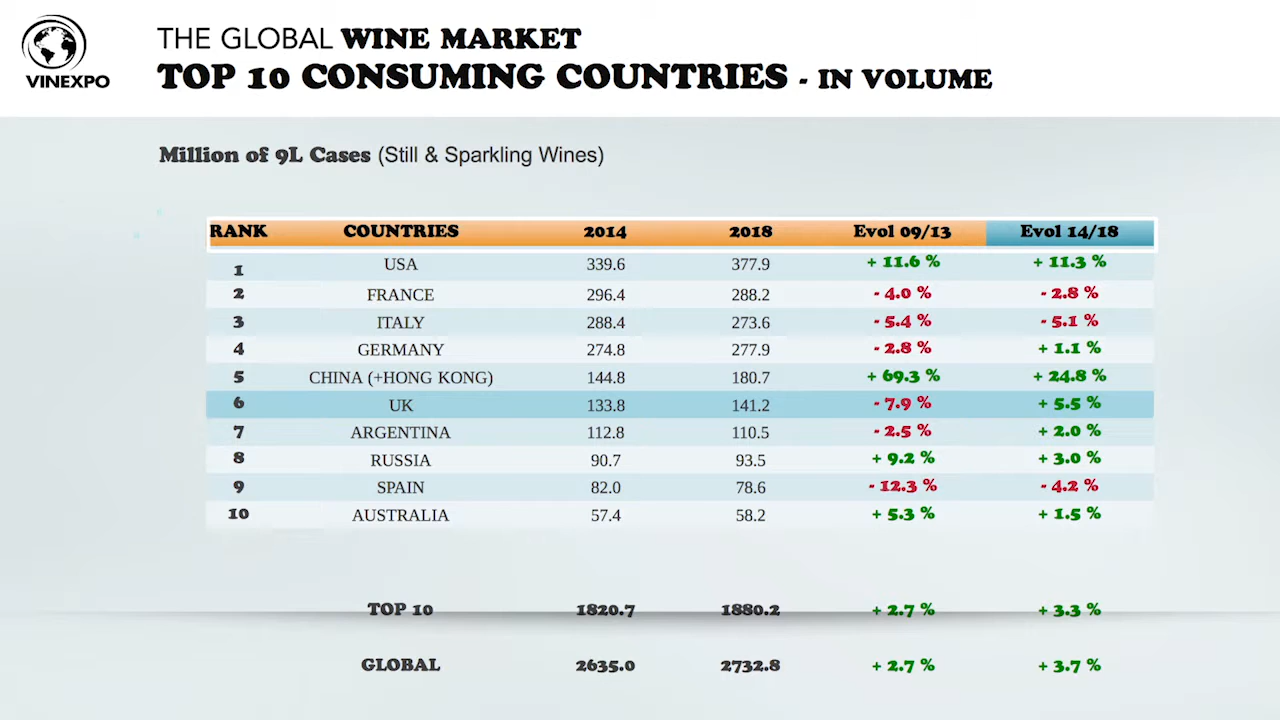 VINEXPO
THE GLOBAL WINE MARKET
TOP 10 CONSUMING COUNTRIES - IN VOLUME
Million of 9L Cases (Still & Sparkling Wines)
RANK COUNTRIES 2014 2018 Evol 09/13 Evol 14/18
1 USA 339.6 377.9 + 11.6 % + 11.3 %
2 FRANCE 296.4 288.2 - 4.0 % - 2.8 %
3 ITALY 288.4 273.6 - 5.4 % - 5.1 %
4 GERMANY 274.8 277.9 - 2.8 % + 1.1 %
5 CHINA (+HONG KONG) 144.8 180.7 + 69.3 % + 24.8 %
6 UK 133.8 141.2 - 7.9 % + 5.5 %
7 ARGENTINA 112.8 110.5 - 2.5 % + 2.0 %
8 RUSSIA 90.7 93.5 + 9.2 % + 3.0 %
9 SPAIN 82.0 78.6 - 12.3 % - 4.2 %
10 AUSTRALIA 57.4 58.2 + 5.3 % + 1.5 %
TOP 10 1820.7 1880.2 + 2.7 % + 3.3 %
GLOBAL 2635.0 2732.8 + 2.7 % + 3.7 %